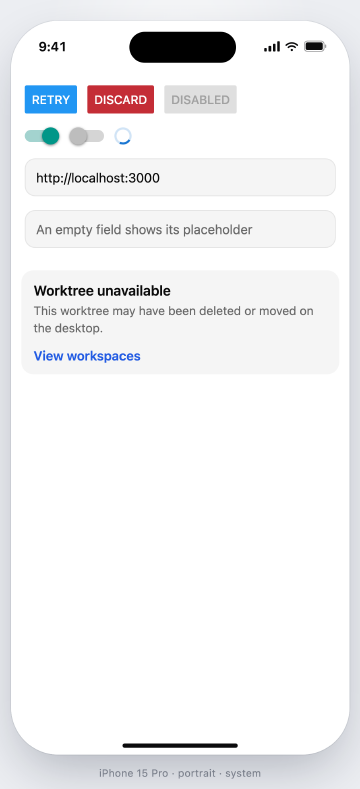 9:41
RETRY DISCARD DISABLED
http://localhost:3000
An empty field shows its placeholder
Worktree unavailable
This worktree may have been deleted or moved on
the desktop.
View workspaces
iPhone 15 Pro · portrait · system